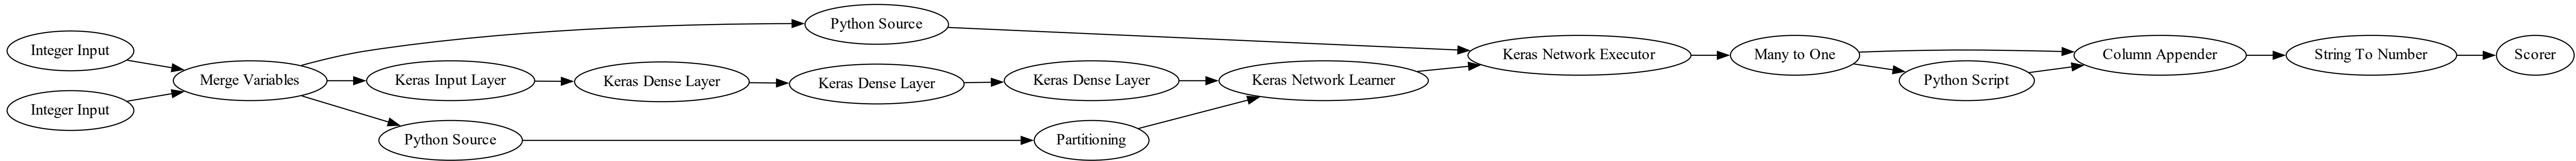 Integer Input
Integer Input
Merge Variables
Python Source
Keras Input Layer
Keras Dense Layer
Keras Dense Layer
Keras Dense Layer
Python Source
Partitioning
Keras Network Learner
Keras Network Executor
Many to One
Python Script
Column Appender
String To Number
Scorer